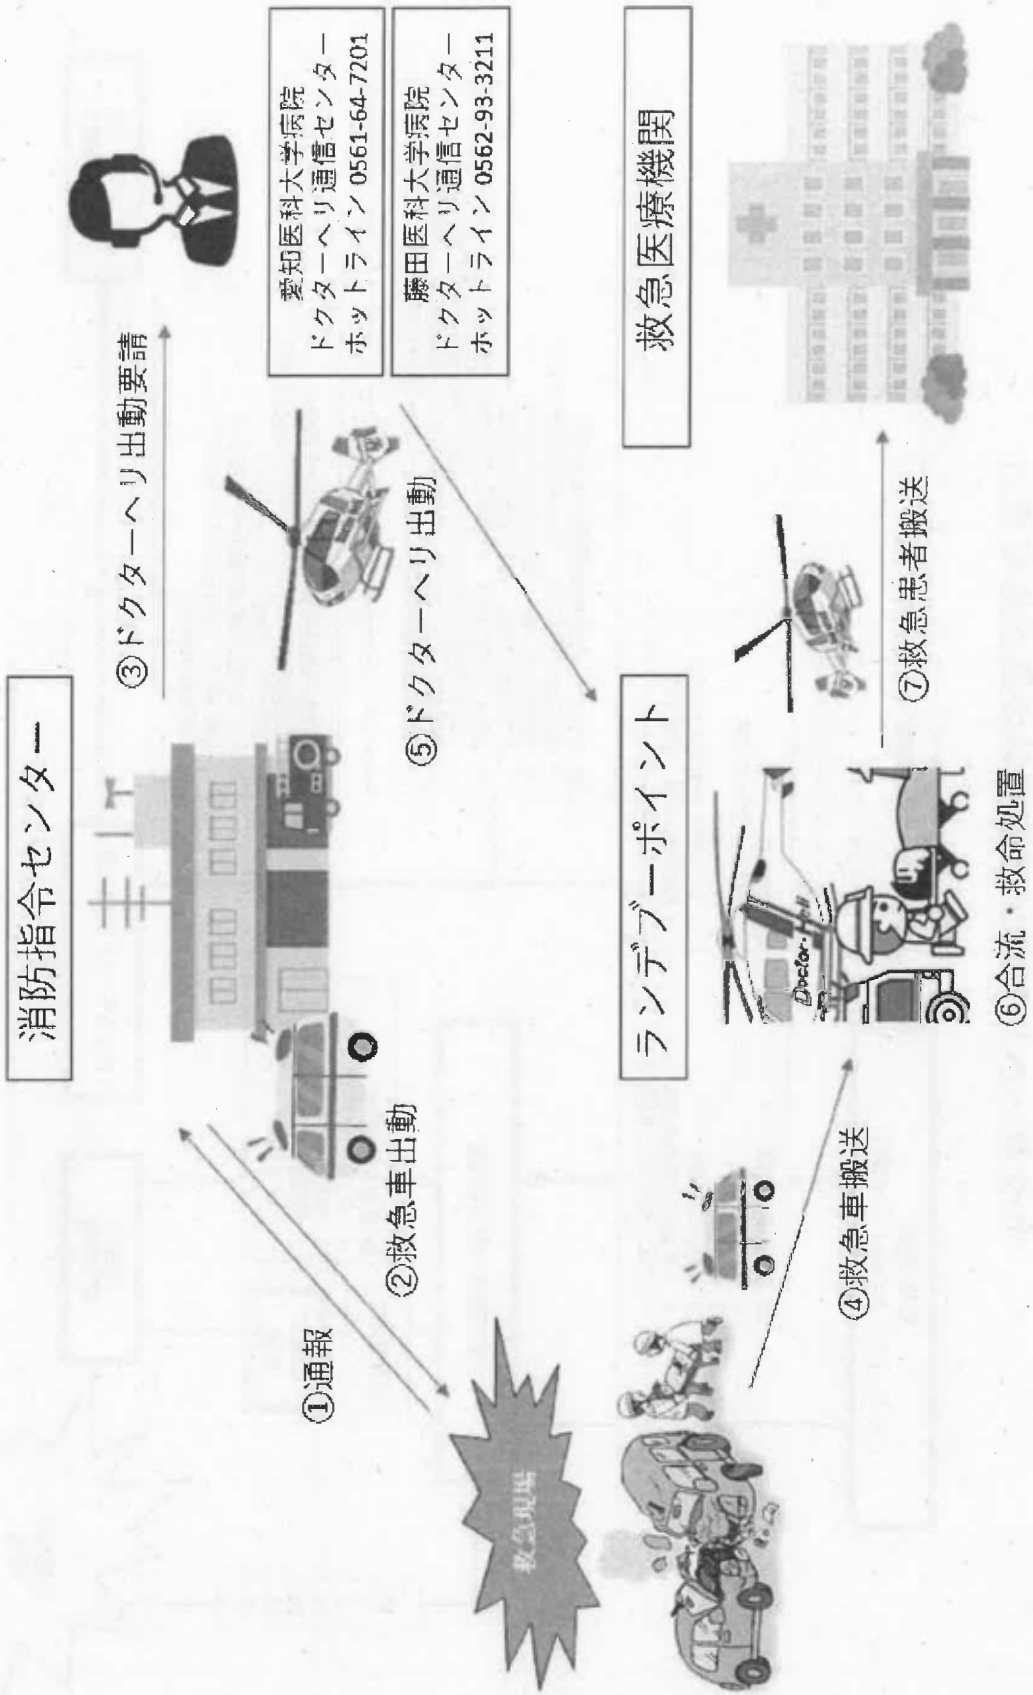 消防指令センター
③ドクターヘリ出動要請
愛知医科大学病院
ドクターヘリ通信センター
ホットライン 0561-64-7201
藤田医科大学病院
ドクターヘリ通信センター
ホットライン 0562-93-3211
①通報
②救急車出動
⑤ドクターヘリ出動
救急現場
ランデブーポイント
救急医療機関
Doctor-Heli
④救急車搬送
⑦救急患者搬送
⑥合流・救命処置